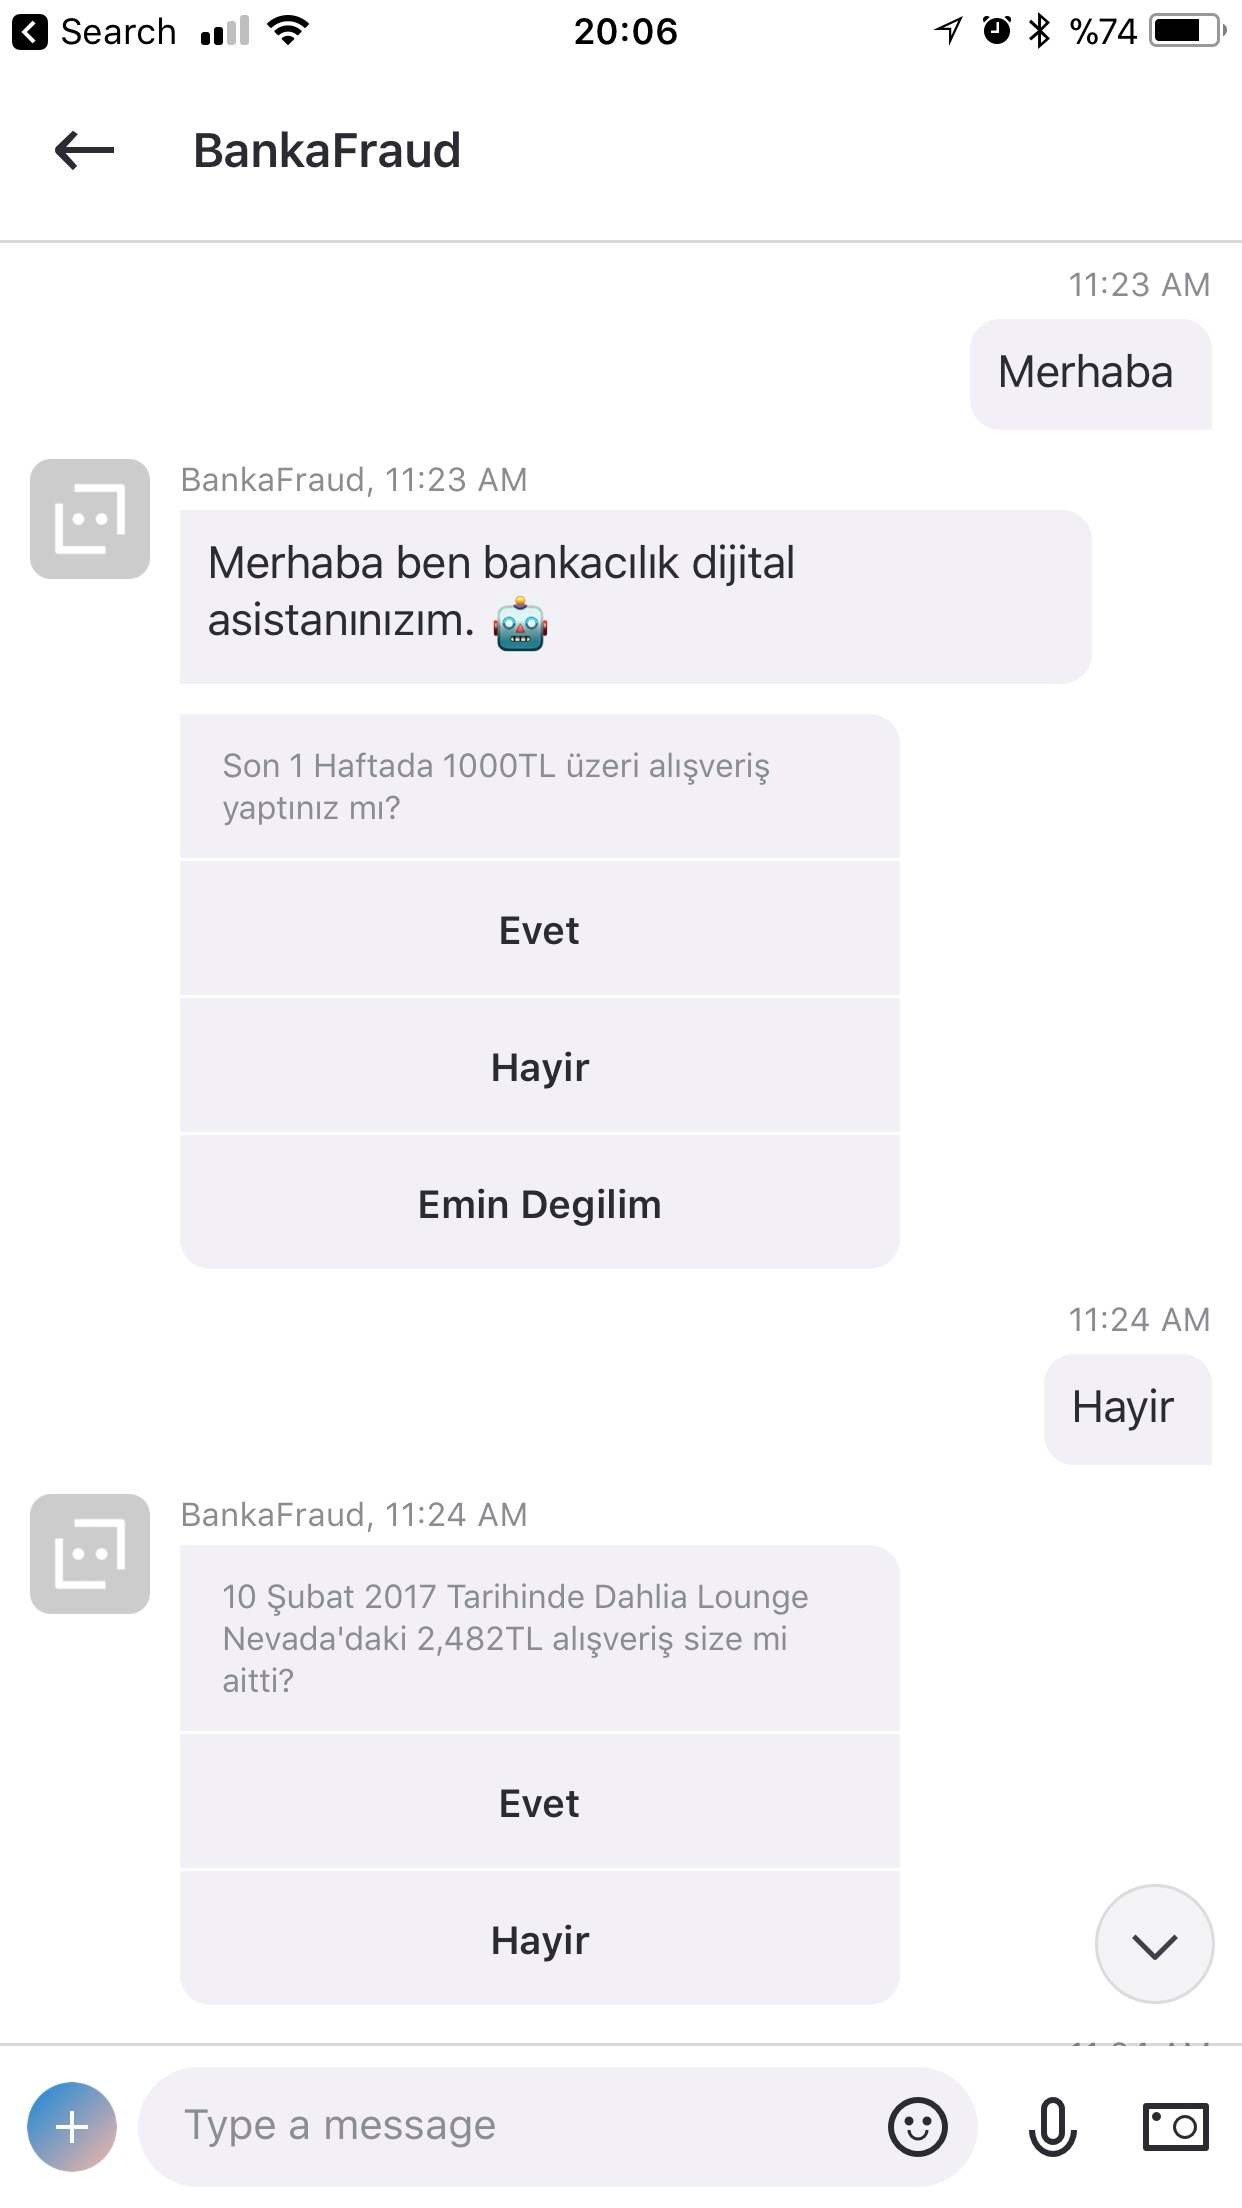 Search
20:06
%74
BankaFraud
11:23 AM
Merhaba
BankaFraud, 11:23 AM
Merhaba ben bankacılık dijital
asistanınızım.
Son 1 Haftada 1000TL üzeri alışveriş
yaptınız mı?
Evet
Hayir
Emin Degilim
11:24 AM
Hayir
BankaFraud, 11:24 AM
10 Şubat 2017 Tarihinde Dahlia Lounge
Nevada'daki 2,482TL alışveriş size mi
aitti?
Evet
Hayir
Type a message